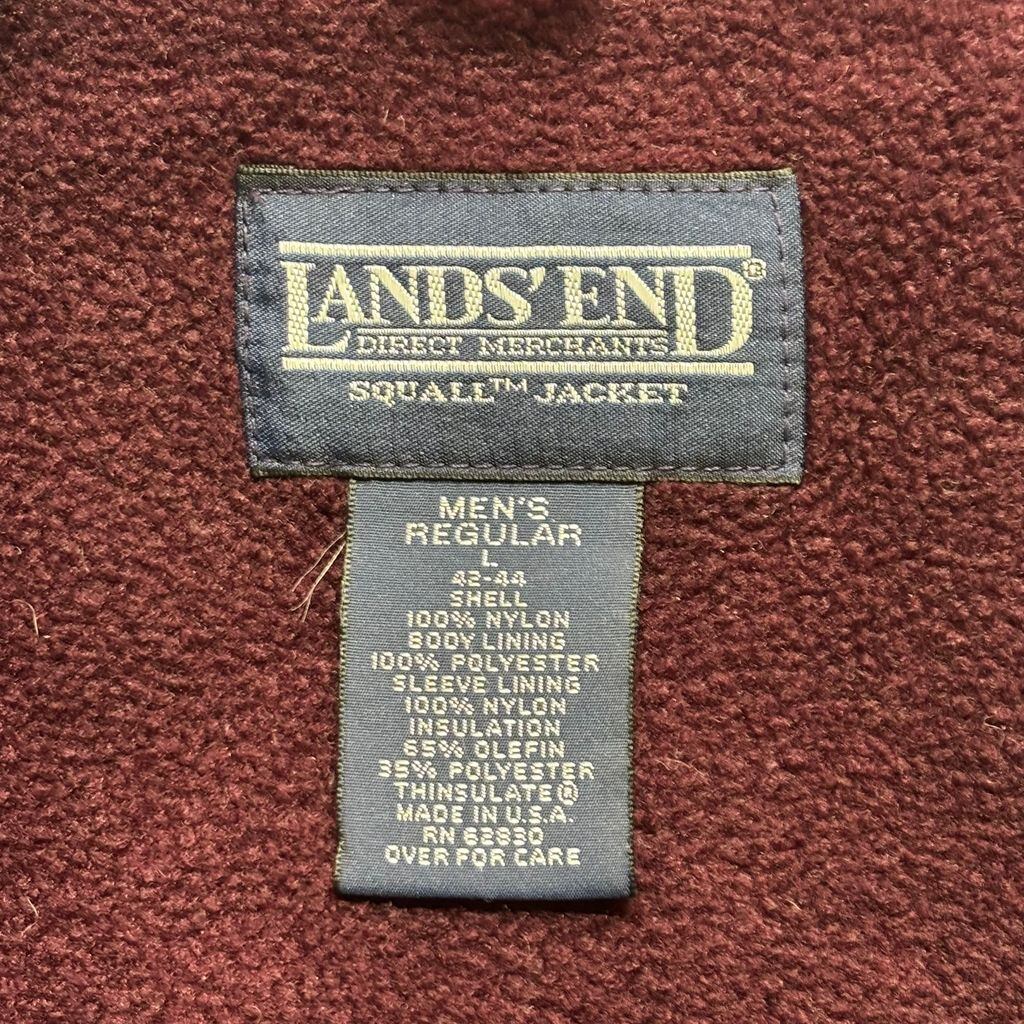 LANDS' END®
DIRECT MERCHANTS
SQUALL™ JACKET
MEN'S
REGULAR
L
42-44
SHELL
100% NYLON
BODY LINING
100% POLYESTER
SLEEVE LINING
100% NYLON
INSULATION
65% OLEFIN
35% POLYESTER
THINSULATE®
MADE IN U.S.A.
RN 62830
OVER FOR CARE